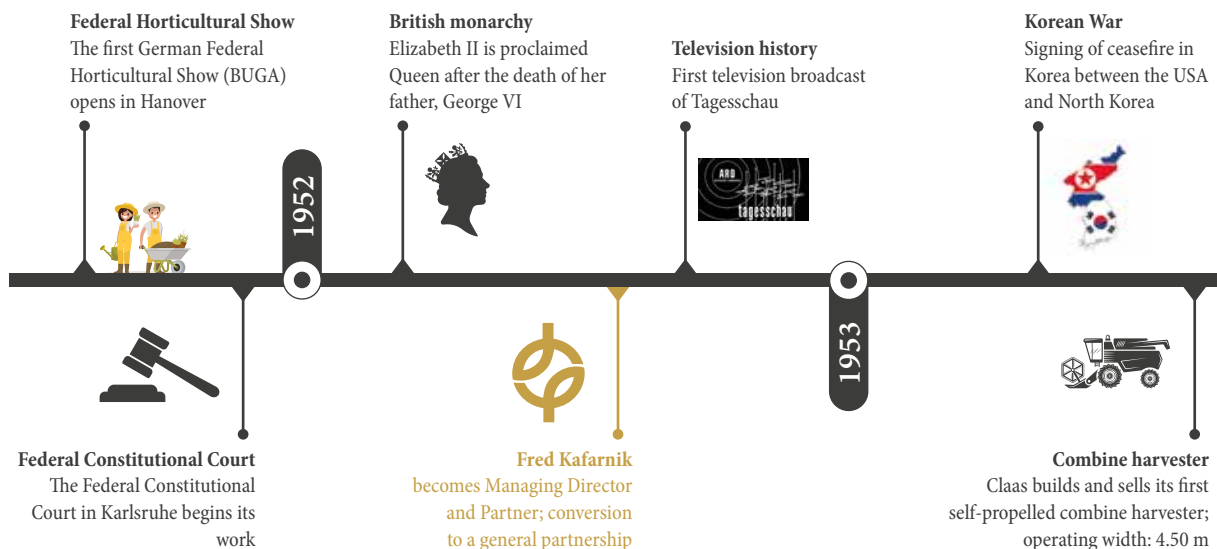 Federal Horticultural Show
The first German Federal
Horticultural Show (BUGA)
opens in Hanover
British monarchy
Elizabeth II is proclaimed
Queen after the death of her
father, George VI
Television history
First television broadcast
of Tagesschau
Korean War
Signing of ceasefire in
Korea between the USA
and North Korea
1952
ARD
tagesschau
1953
Federal Constitutional Court
The Federal Constitutional
Court in Karlsruhe begins its
work
Fred Kafarnik
becomes Managing Director
and Partner; conversion
to a general partnership
Combine harvester
Claas builds and sells its first
self-propelled combine harvester;
operating width: 4.50 m